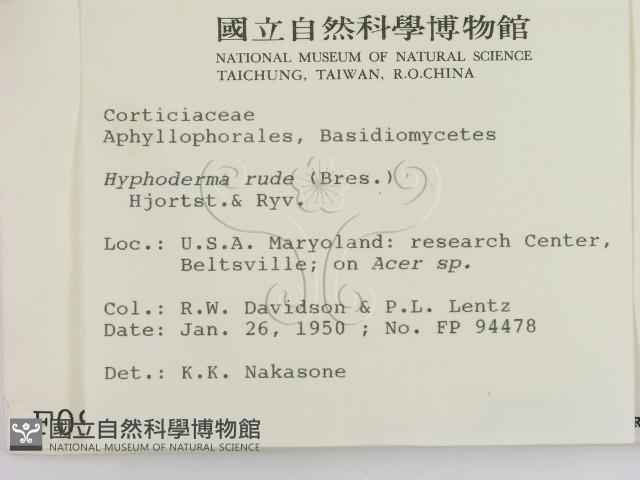 國立自然科學博物館
NATIONAL MUSEUM OF NATURAL SCIENCE
TAICHUNG, TAIWAN, R.O.CHINA
Corticiaceae
Aphyllophorales, Basidiomycetes
Hyphoderma rude (Bres.)
Hjortst.& Ryv.
Loc.: U.S.A. Maryoland: research Center,
Beltsville; on Acer sp.
Col.: R.W. Davidson & P.L. Lentz
Date: Jan. 26, 1950 ; No. FP 94478
Det.: K.K. Nakasone
國立自然科學博物館
NATIONAL MUSEUM OF NATURAL SCIENCE